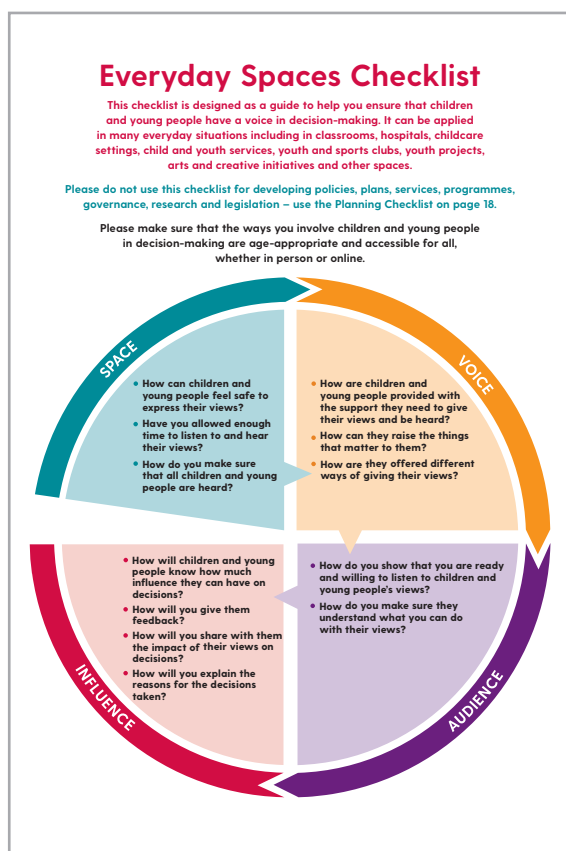 Everyday Spaces Checklist
This checklist is designed as a guide to help you ensure that children
and young people have a voice in decision-making. It can be applied
in many everyday situations including in classrooms, hospitals, childcare
settings, child and youth services, youth and sports clubs, youth projects,
arts and creative initiatives and other spaces.
Please do not use this checklist for developing policies, plans, services, programmes,
governance, research and legislation – use the Planning Checklist on page 18.
Please make sure that the ways you involve children and young people
in decision-making are age-appropriate and accessible for all,
whether in person or online.
SPACE
• How can children and
young people feel safe to
express their views?
• Have you allowed enough
time to listen to and hear
their views?
• How do you make sure
that all children and young
people are heard?
VOICE
• How are children and
young people provided with
the support they need to give
their views and be heard?
• How can they raise the things
that matter to them?
• How are they offered different
ways of giving their views?
AUDIENCE
• How do you show that you are ready
and willing to listen to children and
young people's views?
• How do you make sure they
understand what you can do
with their views?
INFLUENCE
• How will children and young
people know how much
influence they can have on
decisions?
• How will you give them
feedback?
• How will you share with them
the impact of their views on
decisions?
• How will you explain the
reasons for the decisions
taken?